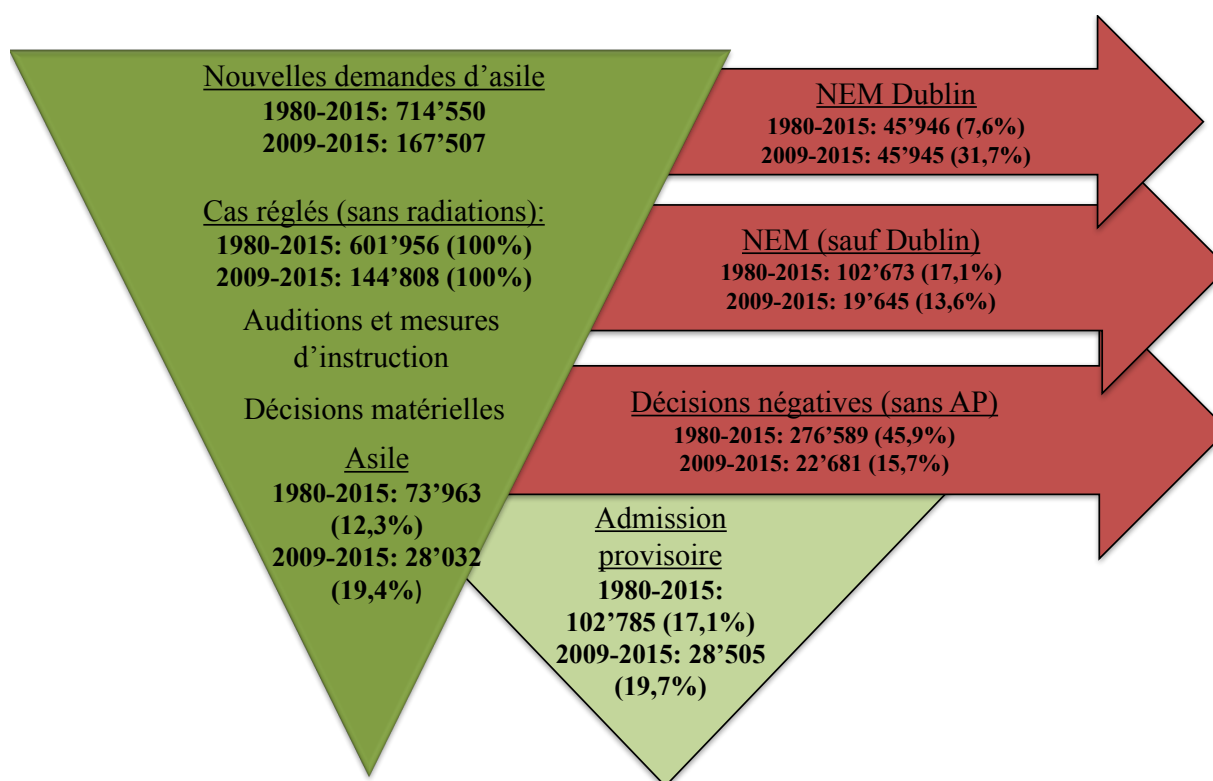 Nouvelles demandes d’asile
1980-2015: 714’550
2009-2015: 167’507
Cas réglés (sans radiations):
1980-2015: 601’956 (100%)
2009-2015: 144’808 (100%)
Auditions et mesures
d’instruction
Décisions matérielles
Asile
1980-2015: 73’963
(12,3%)
2009-2015: 28’032
(19,4%)
NEM Dublin
1980-2015: 45’946 (7,6%)
2009-2015: 45’945 (31,7%)
NEM (sauf Dublin)
1980-2015: 102’673 (17,1%)
2009-2015: 19’645 (13,6%)
Décisions négatives (sans AP)
1980-2015: 276’589 (45,9%)
2009-2015: 22’681 (15,7%)
Admission
provisoire
1980-2015:
102’785 (17,1%)
2009-2015: 28’505
(19,7%)